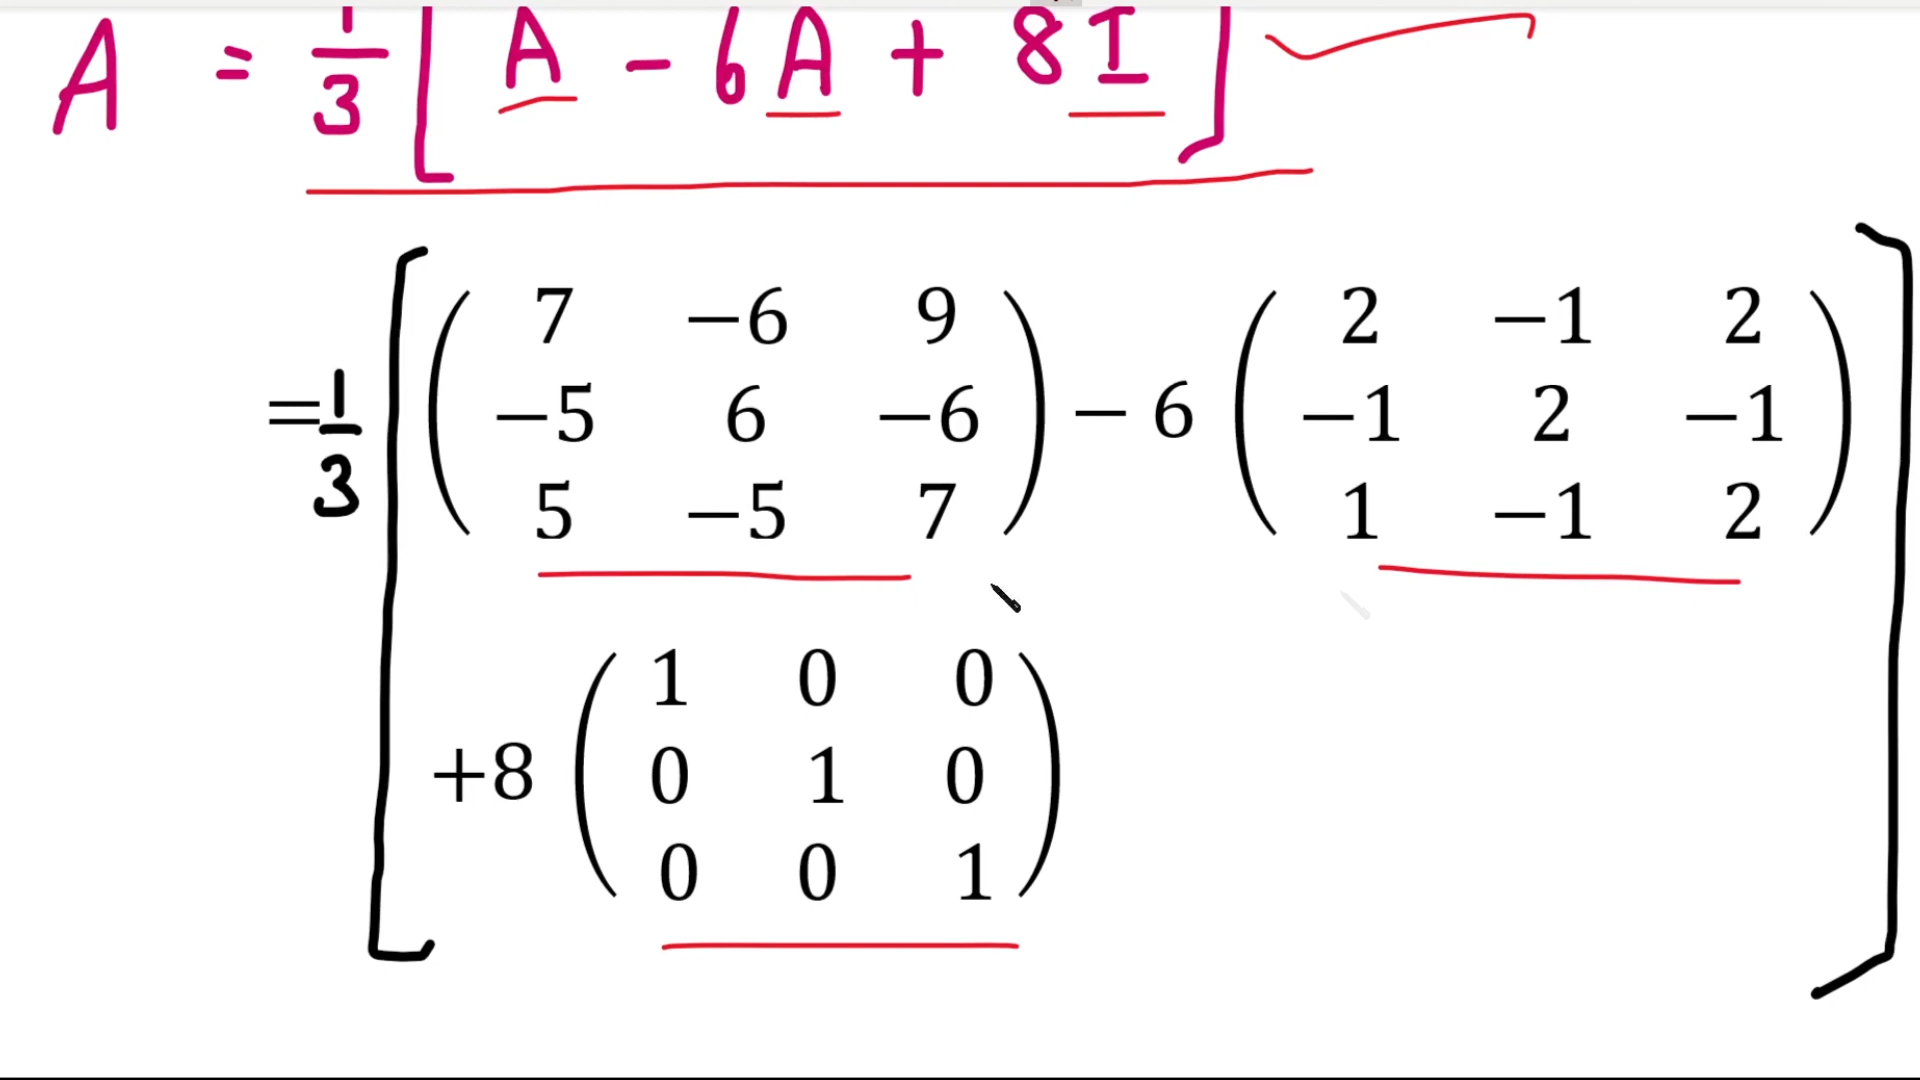 A = 1/3 [ A - 6A + 8I ]
= 1/3 [ ( 7 −6 9
−5 6 −6
5 −5 7 ) − 6 ( 2 −1 2
−1 2 −1
1 −1 2 )
+8 ( 1 0 0
0 1 0
0 0 1 ) ]